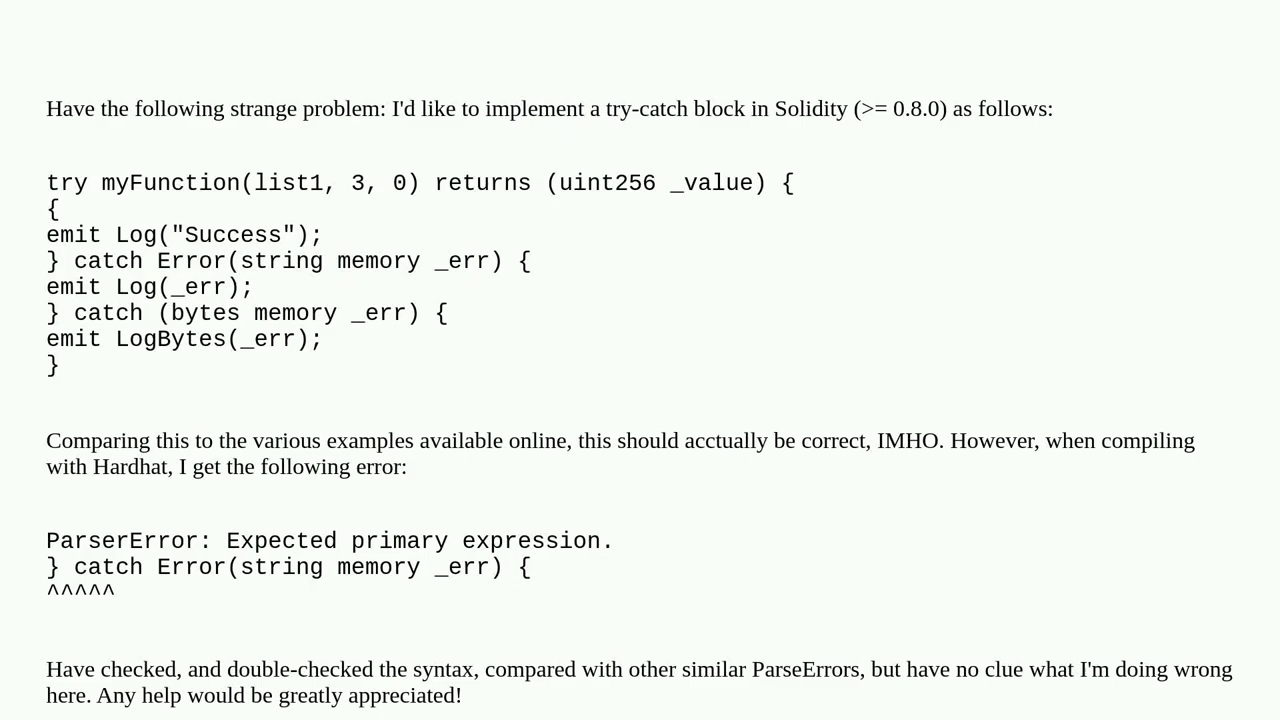 Have the following strange problem: I'd like to implement a try-catch block in Solidity (>= 0.8.0) as follows:
try myFunction(list1, 3, 0) returns (uint256 _value) {
{
emit Log("Success");
} catch Error(string memory _err) {
emit Log(_err);
} catch (bytes memory _err) {
emit LogBytes(_err);
}
Comparing this to the various examples available online, this should acctually be correct, IMHO. However, when compiling
with Hardhat, I get the following error:
ParserError: Expected primary expression.
} catch Error(string memory _err) {
^^^^^
Have checked, and double-checked the syntax, compared with other similar ParseErrors, but have no clue what I'm doing wrong
here. Any help would be greatly appreciated!